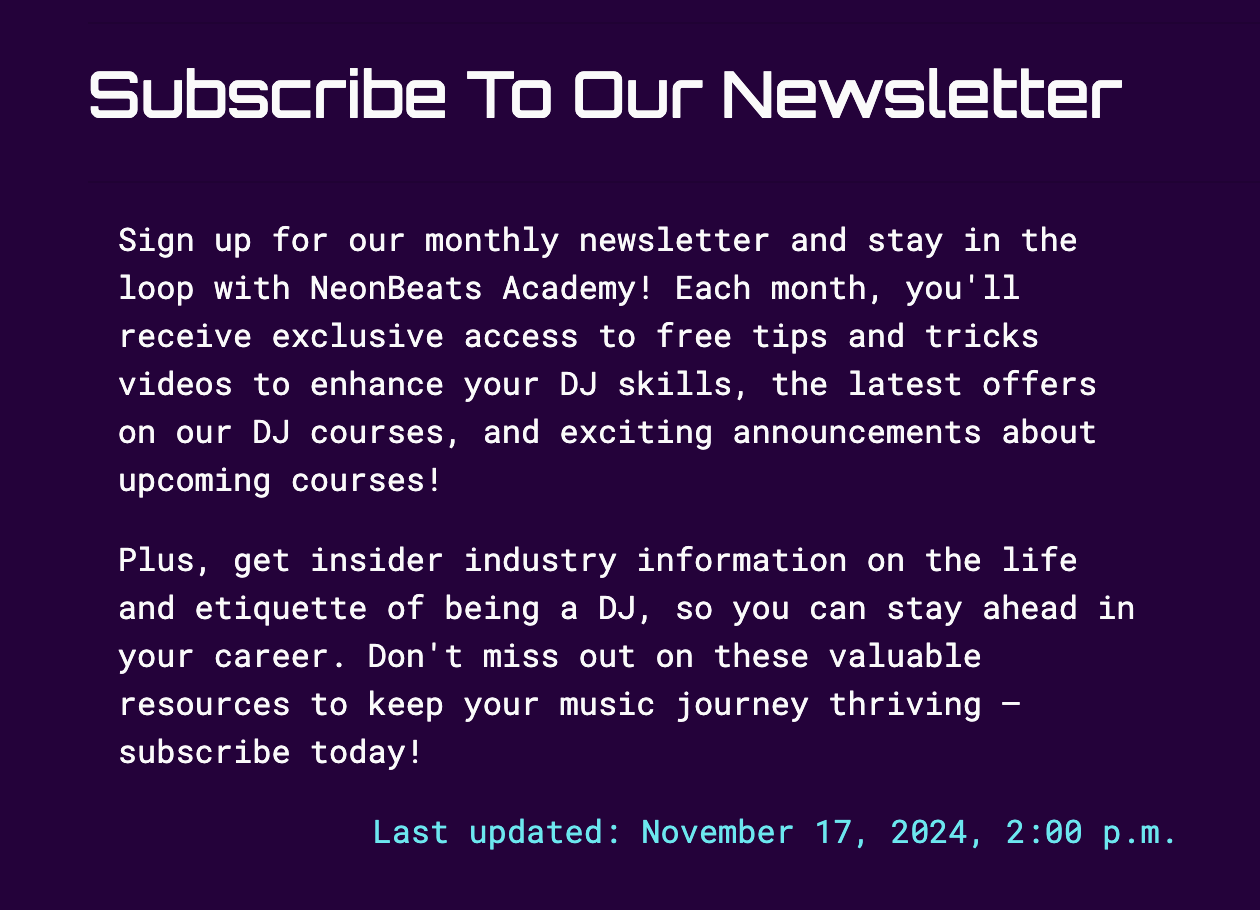 Subscribe To Our Newsletter
Sign up for our monthly newsletter and stay in the
loop with NeonBeats Academy! Each month, you'll
receive exclusive access to free tips and tricks
videos to enhance your DJ skills, the latest offers
on our DJ courses, and exciting announcements about
upcoming courses!
Plus, get insider industry information on the life
and etiquette of being a DJ, so you can stay ahead in
your career. Don't miss out on these valuable
resources to keep your music journey thriving –
subscribe today!
Last updated: November 17, 2024, 2:00 p.m.